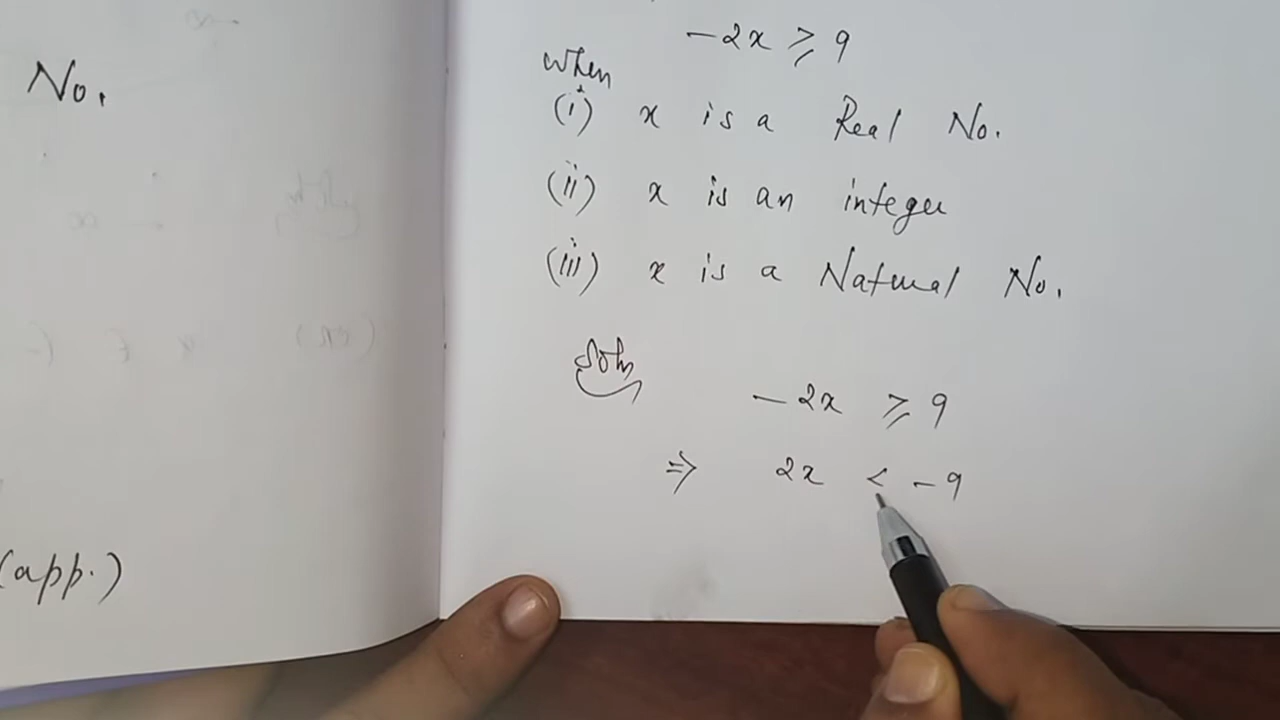 No.
(app.)
-2x ≥ 9
when
(i) x is a Real No.
(ii) x is an integer
(iii) x is a Natural No.
Soln
-2x ≥ 9
⇒ 2x < -9